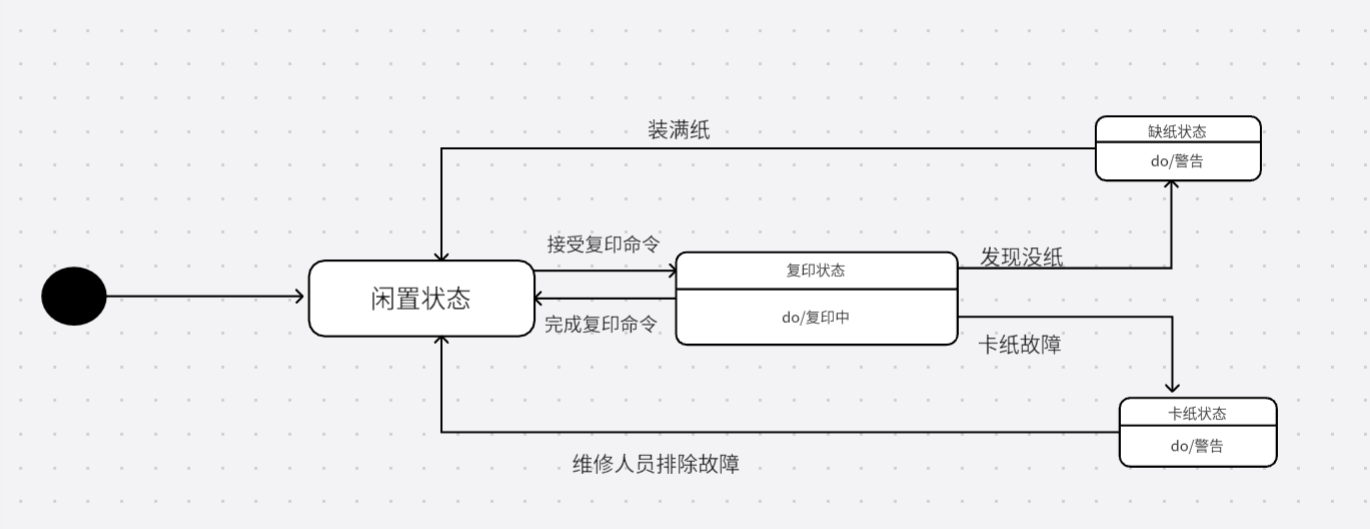 装满纸
缺纸状态
do/警告
接受复印命令
复印状态
发现没纸
闲置状态
do/复印中
完成复印命令
卡纸故障
卡纸状态
do/警告
维修人员排除故障